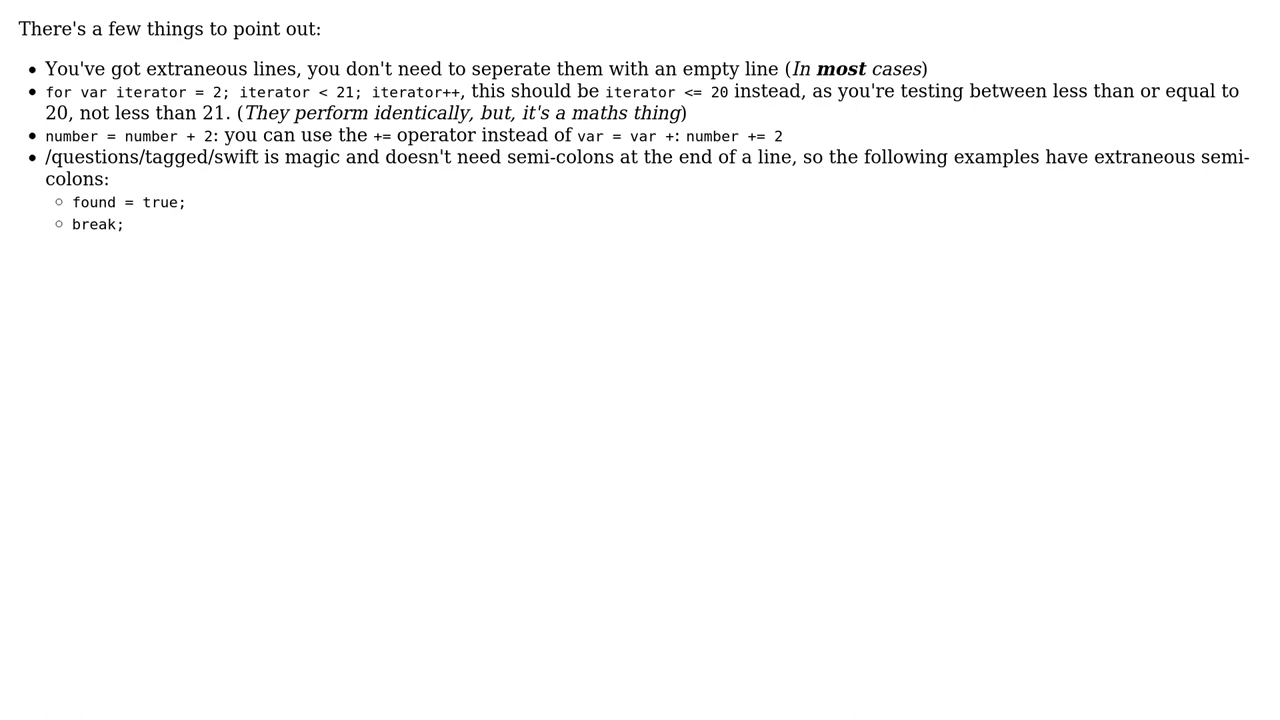 There's a few things to point out:
You've got extraneous lines, you don't need to seperate them with an empty line (In most cases)
for var iterator = 2; iterator < 21; iterator++, this should be iterator <= 20 instead, as you're testing between less than or equal to
20, not less than 21. (They perform identically, but, it's a maths thing)
number = number + 2: you can use the += operator instead of var = var +: number += 2
/questions/tagged/swift is magic and doesn't need semi-colons at the end of a line, so the following examples have extraneous semi-
colons:
found = true;
break;